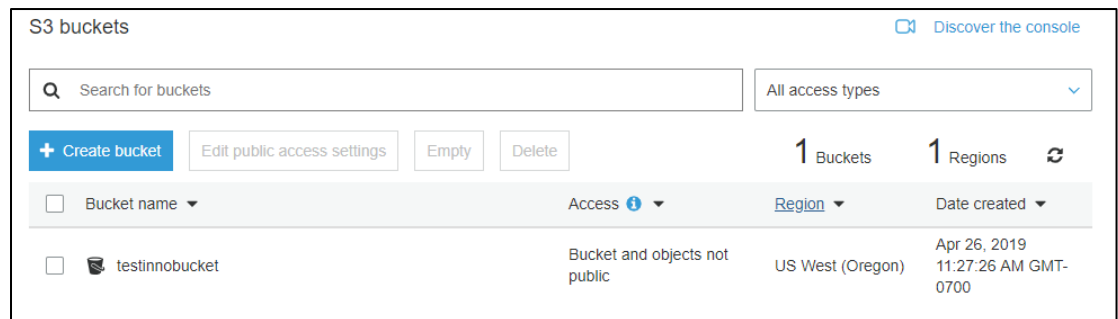 S3 buckets
Discover the console
Search for buckets
All access types
Create bucket
Edit public access settings
Empty
Delete
1 Buckets
1 Regions
Bucket name
Access
Region
Date created
testinnobucket
Bucket and objects not
public
US West (Oregon)
Apr 26, 2019
11:27:26 AM GMT-
0700